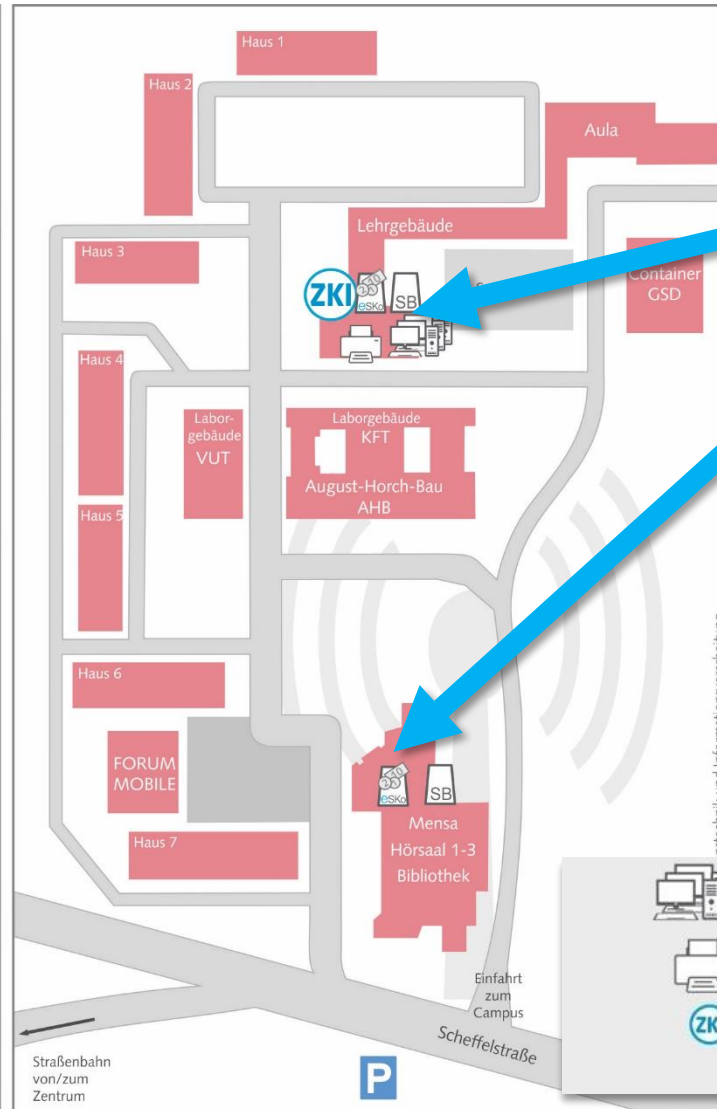 Haus 1
Haus 2
Aula
Lehrgebäude
Haus 3
ZKI
eSKo
SB
Container
GSD
Haus 4
Labor-
gebäude
VUT
Laborgebäude
KFT
August-Horch-Bau
AHB
Haus 5
Haus 6
FORUM
MOBILE
eSKo
SB
Mensa
Hörsaal 1-3
Bibliothek
Haus 7
Einfahrt
zum
Campus
Scheffelstraße
Straßenbahn
von/zum
Zentrum
P
ZK